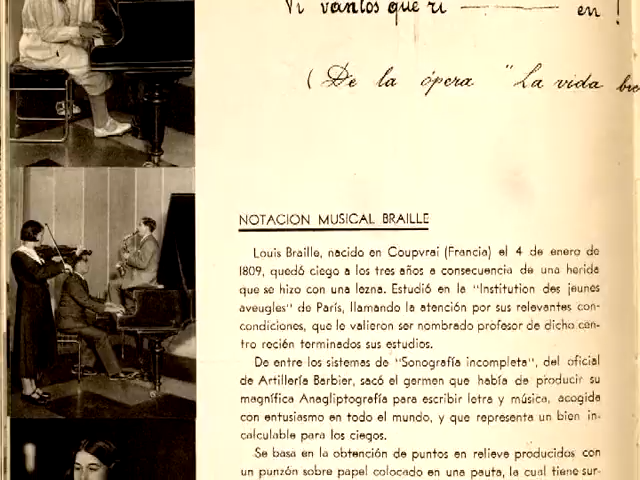 Vi vantos que ri ———— en!
(De la ópera "La vida
NOTACION MUSICAL BRAILLE
Louis Braille, nacido en Coupvrai (Francia) el 4 de enero de
1809, quedó ciego a los tres años a consecuencia de una herida
que se hizo con una lezna. Estudió en la "Institution des jeunes
aveugles" de París, llamando la atención por sus relevantes con-
condiciones, que le valieron ser nombrado profesor de dicho cen-
tro recién terminados sus estudios.
De entre los sistemas de "Sonografía incompleta", del oficial
de Artillería Barbier, sacó el germen que había de producir su
magnífica Anagliptografía para escribir letra y música, acogida
con entusiasmo en todo el mundo, y que representa un bien in-
calculable para los ciegos.
Se basa en la obtención de puntos en relieve producidos con
un punzón sobre papel colocado en una pauta, la cual tiene sur-